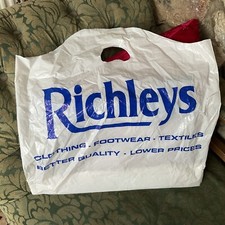 Richleys
CLOTHING · FOOTWEAR · TEXTILES
BETTER QUALITY · LOWER PRICES